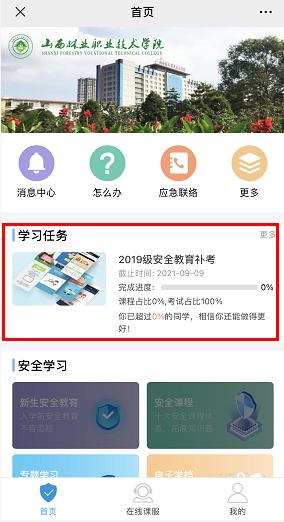 首页
山西林业职业技术学院
SHANXI FORESTRY VOCATIONAL TECHNICAL COLLEGE
消息中心
怎么办
应急联络
更多
学习任务
更多
2019级安全教育补考
截止时间: 2021-09-09
完成进度:
0%
课程占比0%,考试占比100%
你已超过0%的同学，相信你还能做得更
好！
安全学习
新生安全教育
入学前安全教育
不容忽视
安全课程
十大安全课程体
系，拓展知识面
专题学习
电子学档
首页
在线课服
我的